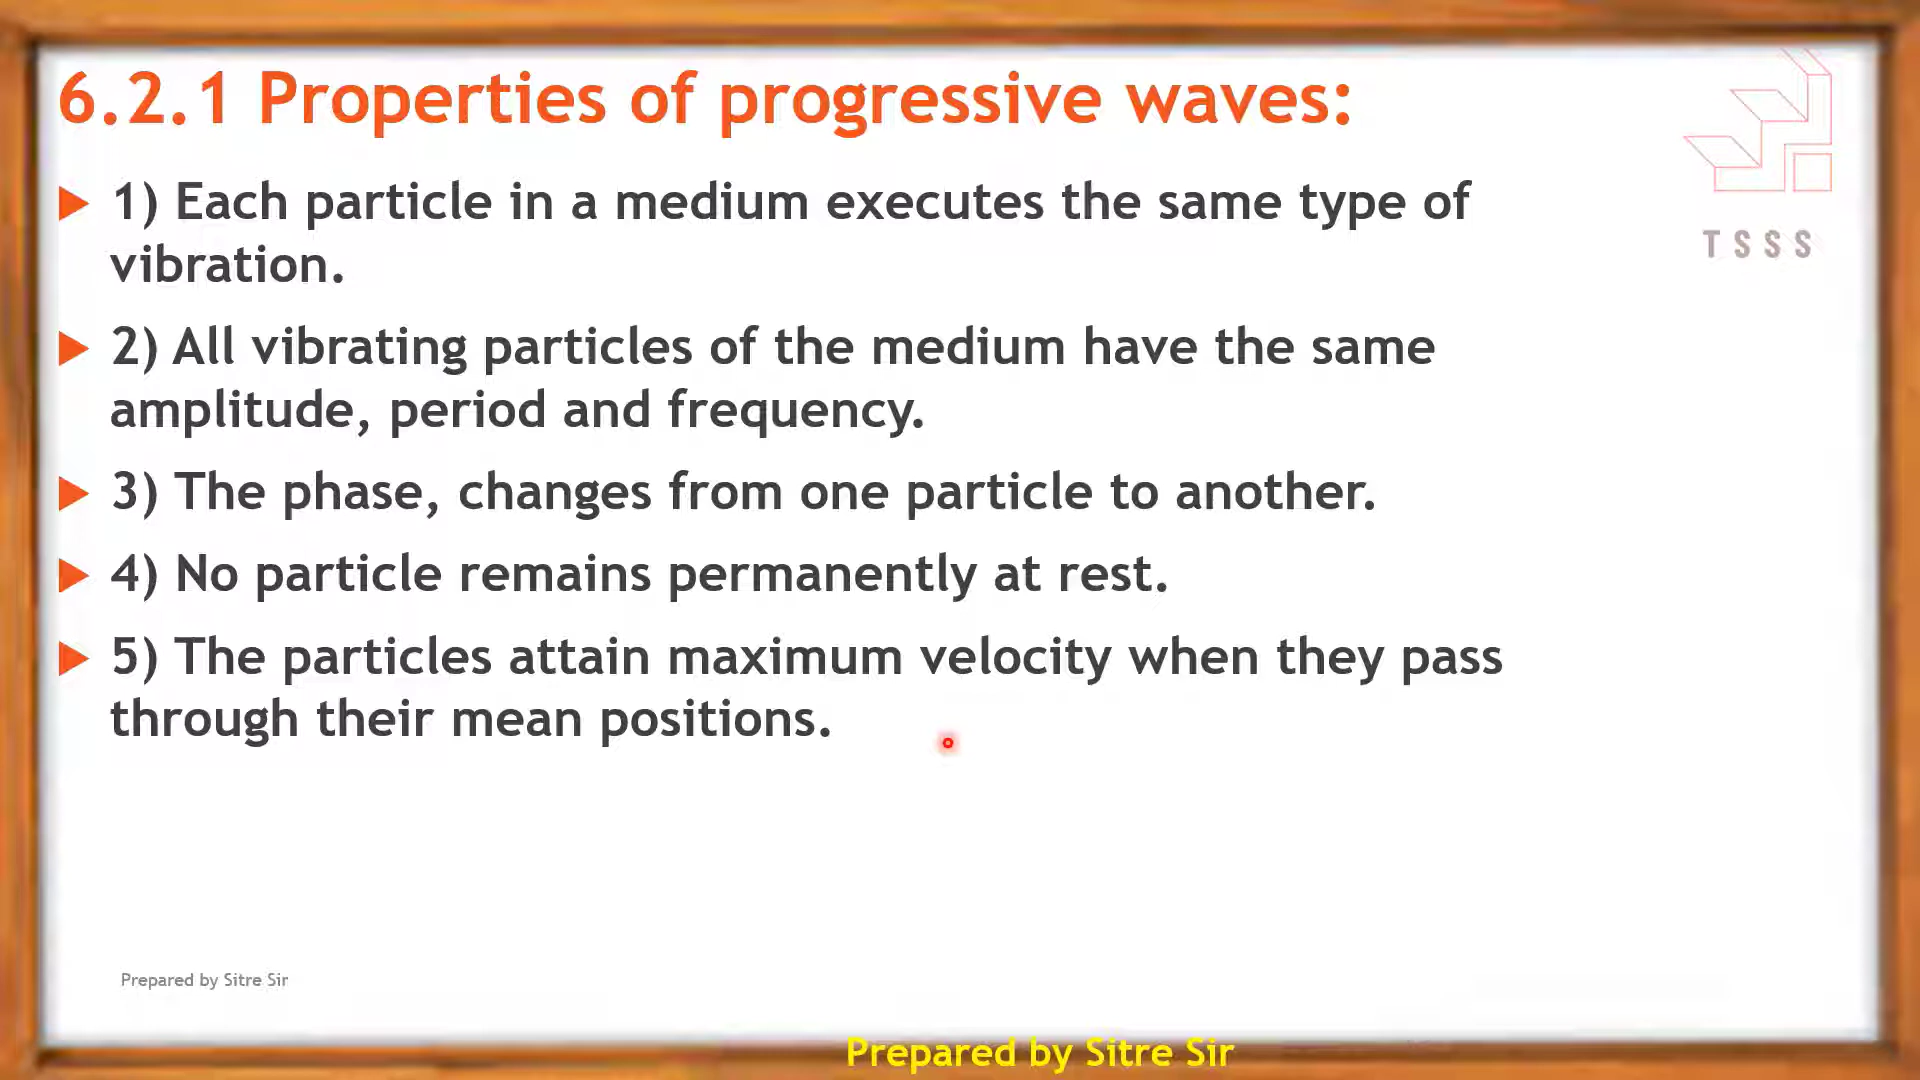 6.2.1 Properties of progressive waves:
TSSS
1) Each particle in a medium executes the same type of
vibration.
2) All vibrating particles of the medium have the same
amplitude, period and frequency.
3) The phase, changes from one particle to another.
4) No particle remains permanently at rest.
5) The particles attain maximum velocity when they pass
through their mean positions.
Prepared by Sitre Sir
Prepared by Sitre Sir